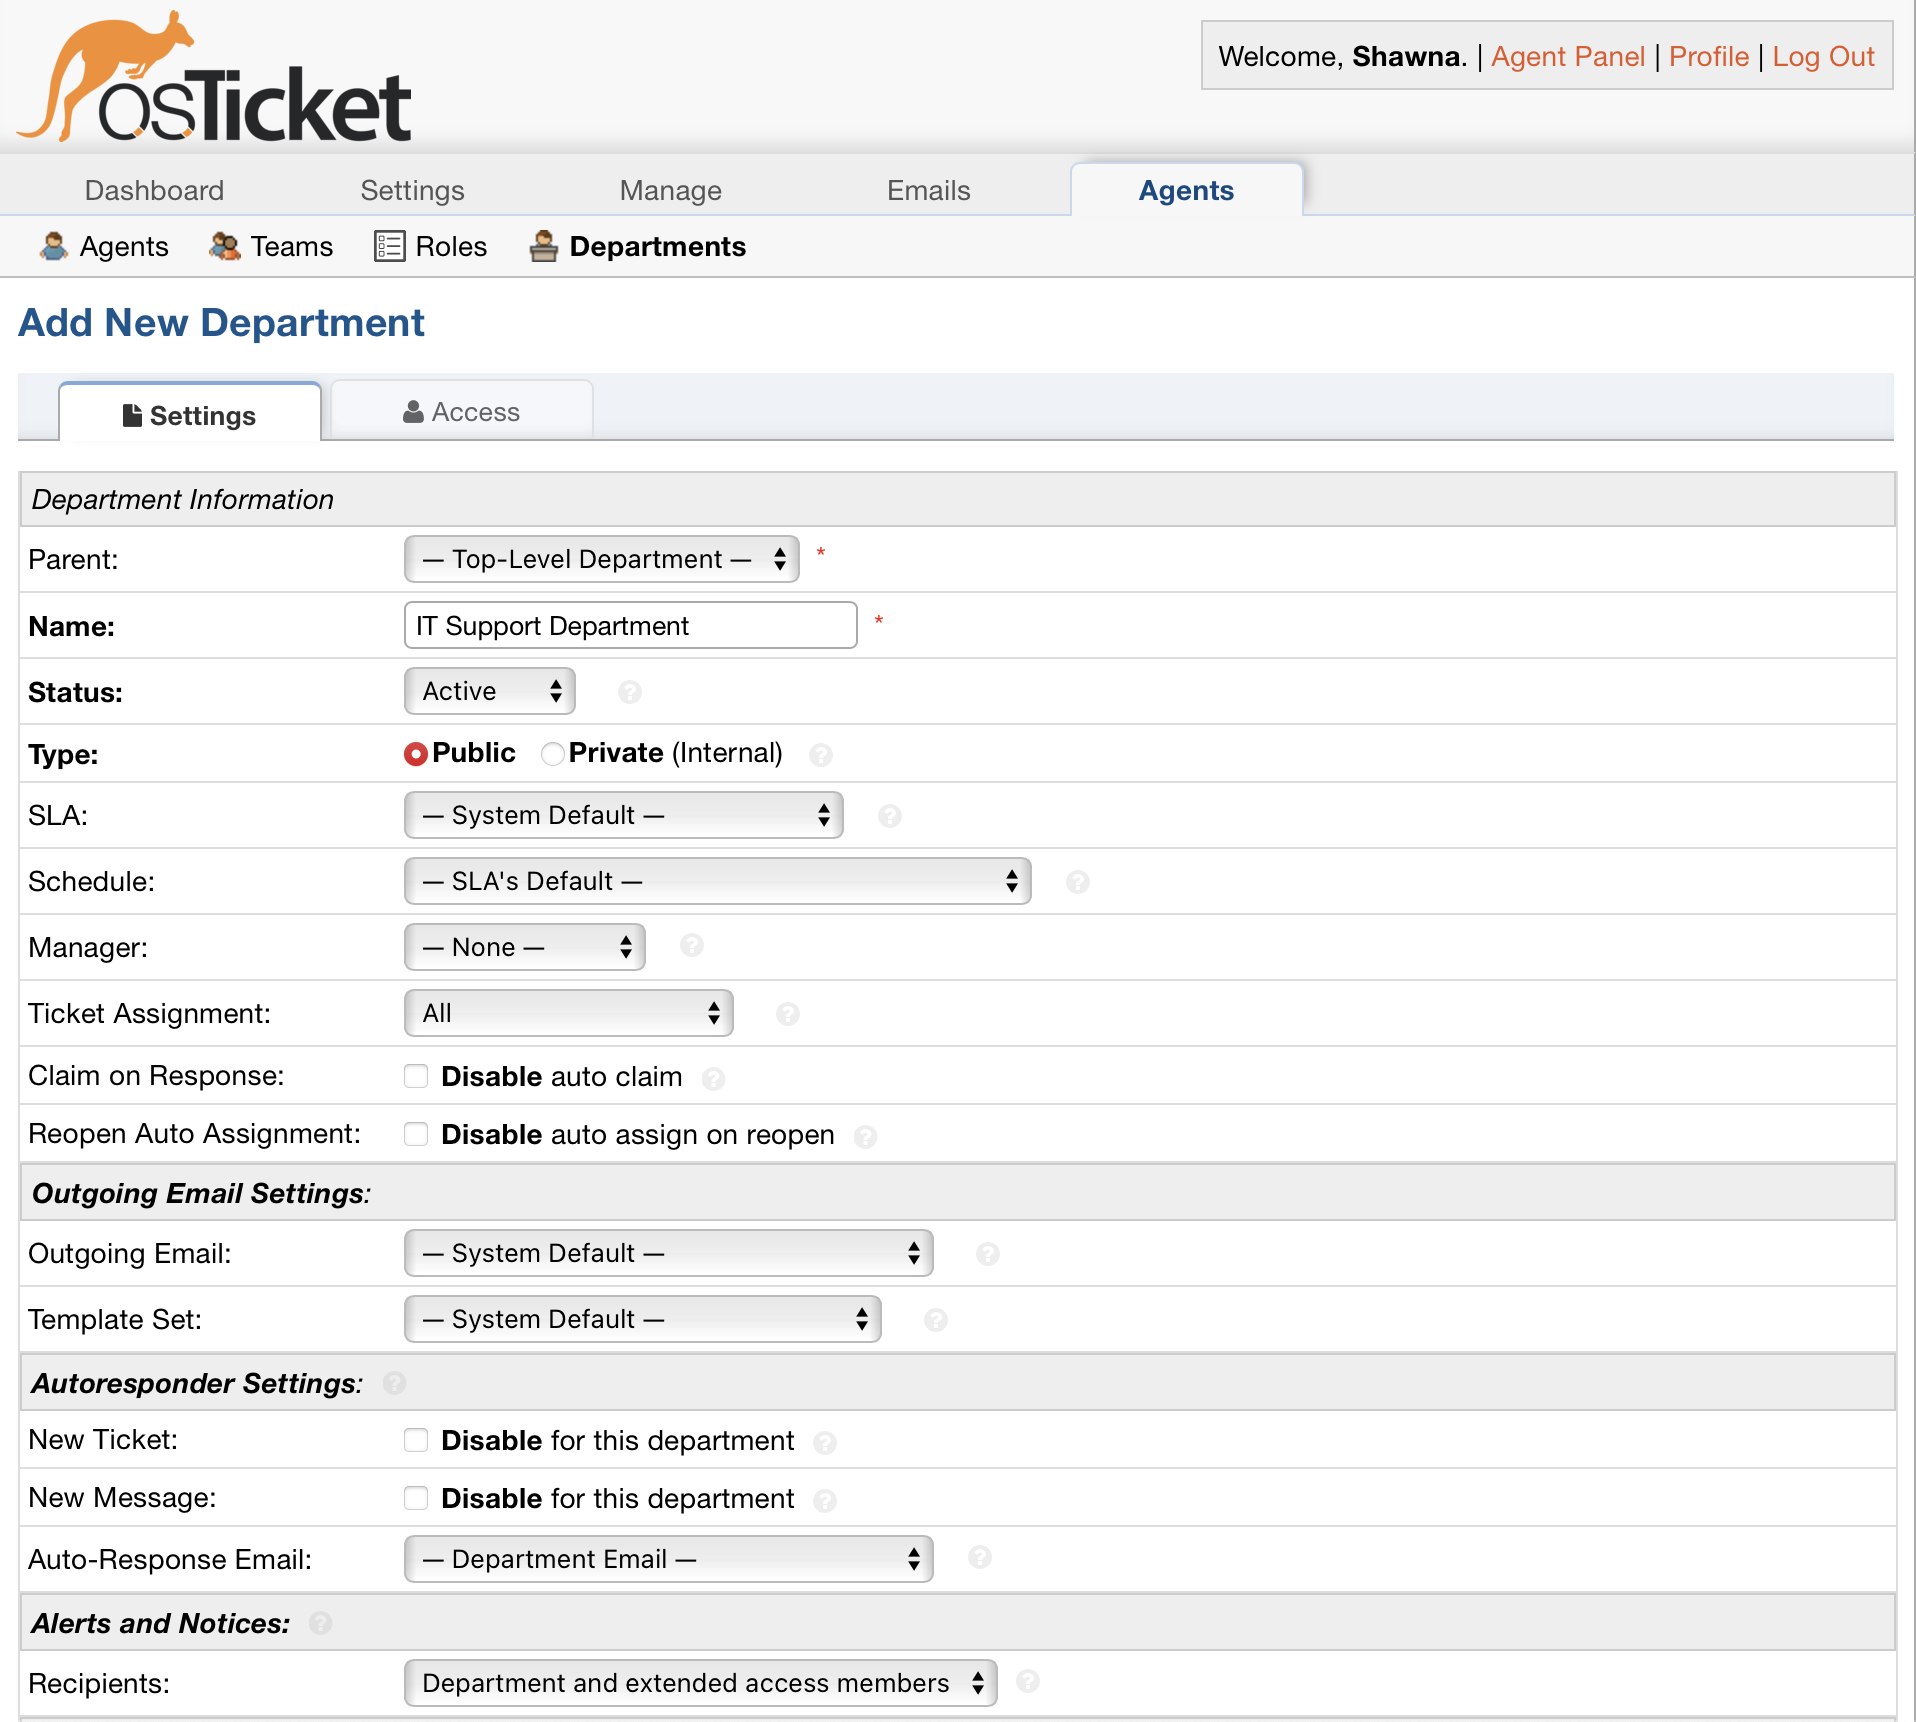 osTicket
Welcome, Shawna. | Agent Panel | Profile | Log Out
Dashboard Settings Manage Emails Agents
Agents Teams Roles Departments
Add New Department
Settings Access
Department Information
Parent: — Top-Level Department — *
Name: IT Support Department *
Status: Active ?
Type: Public Private (Internal) ?
SLA: — System Default — ?
Schedule: — SLA's Default — ?
Manager: — None — ?
Ticket Assignment: All ?
Claim on Response: Disable auto claim ?
Reopen Auto Assignment: Disable auto assign on reopen ?
Outgoing Email Settings:
Outgoing Email: — System Default — ?
Template Set: — System Default — ?
Autoresponder Settings: ?
New Ticket: Disable for this department ?
New Message: Disable for this department ?
Auto-Response Email: — Department Email — ?
Alerts and Notices: ?
Recipients: Department and extended access members ?